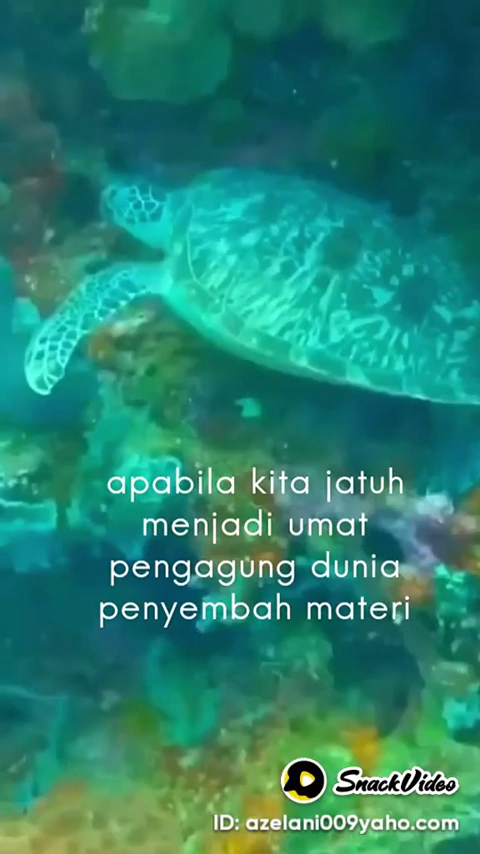 apabila kita jatuh
menjadi umat
pengagung dunia
penyembah materi
SnackVideo
ID: azelani009yaho.com